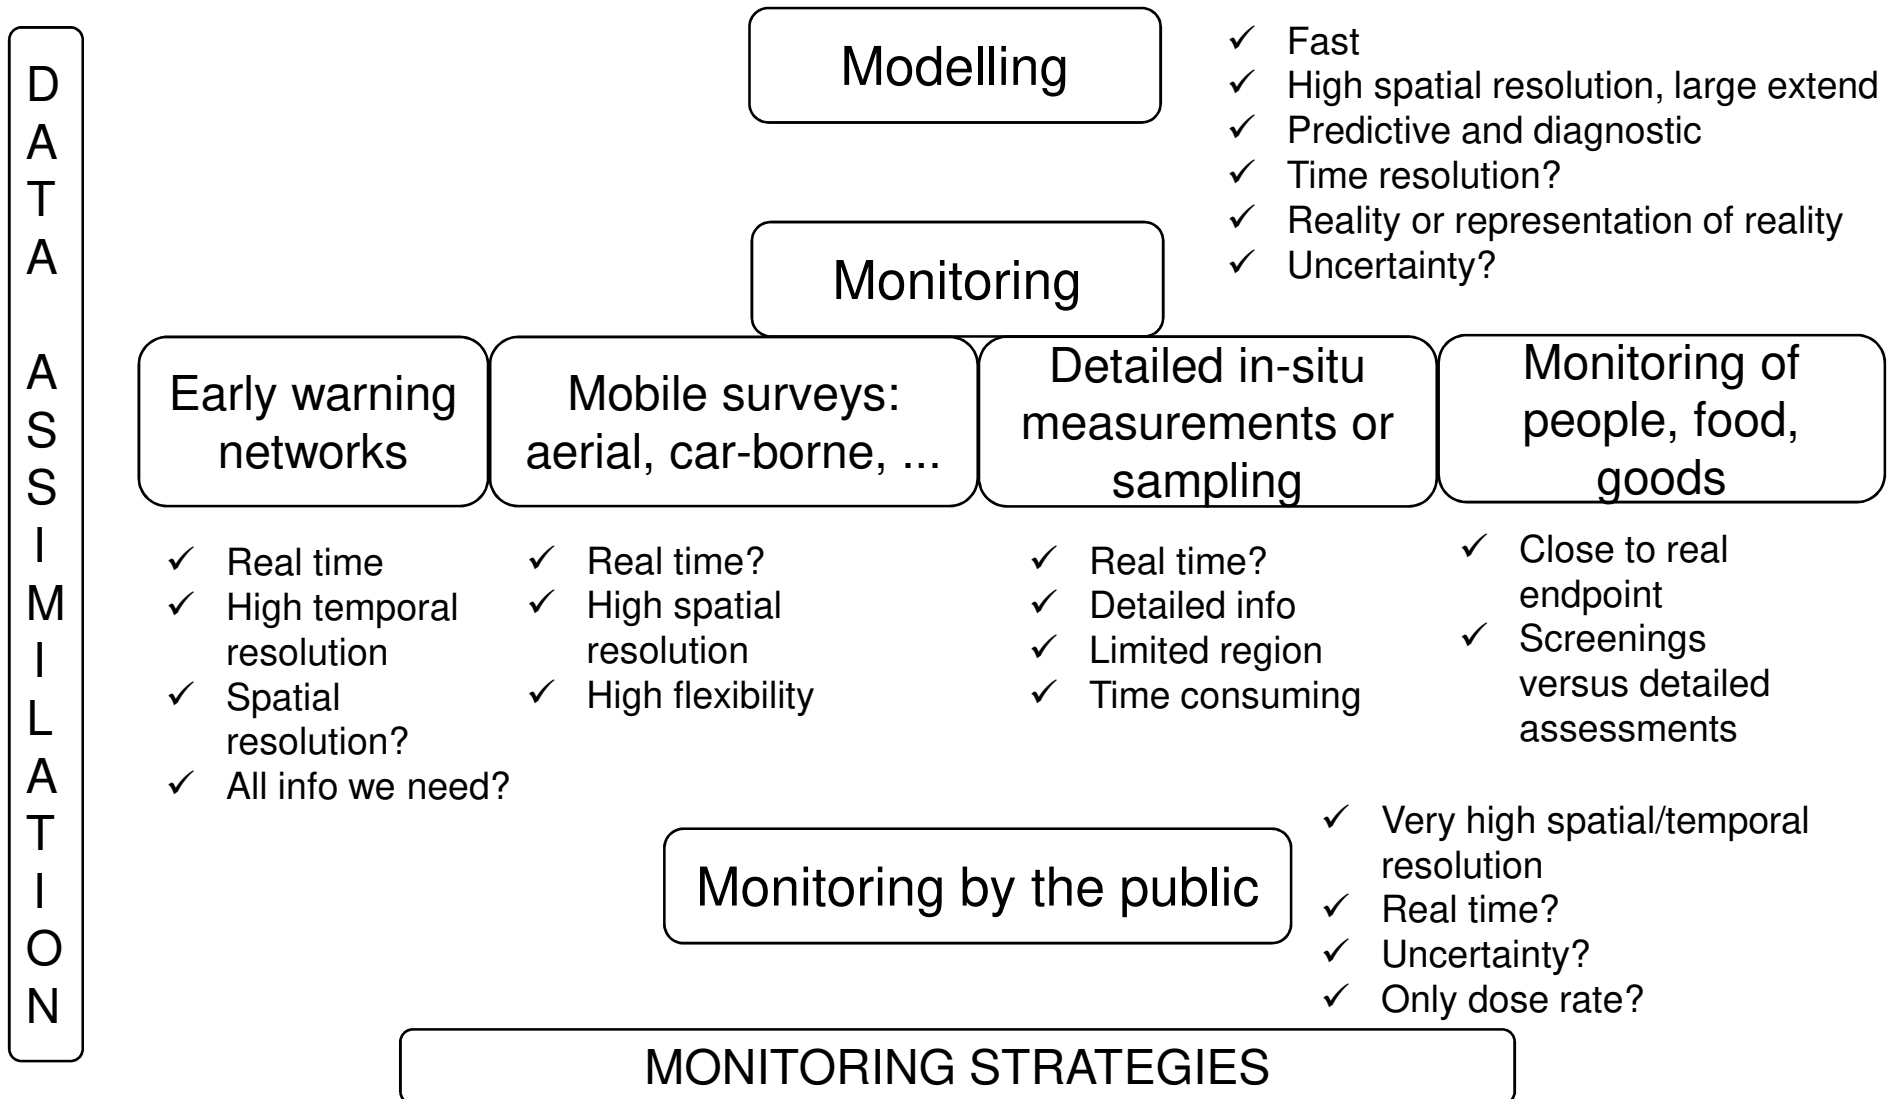 DATA ASSIMILATION
Modelling
✓ Fast
✓ High spatial resolution, large extend
✓ Predictive and diagnostic
✓ Time resolution?
✓ Reality or representation of reality
✓ Uncertainty?
Monitoring
Early warning
networks
✓ Real time
✓ High temporal
resolution
✓ Spatial
resolution?
✓ All info we need?
Mobile surveys:
aerial, car-borne, ...
✓ Real time?
✓ High spatial
resolution
✓ High flexibility
Detailed in-situ
measurements or
sampling
✓ Real time?
✓ Detailed info
✓ Limited region
✓ Time consuming
Monitoring of
people, food,
goods
✓ Close to real
endpoint
✓ Screenings
versus detailed
assessments
Monitoring by the public
✓ Very high spatial/temporal
resolution
✓ Real time?
✓ Uncertainty?
✓ Only dose rate?
MONITORING STRATEGIES